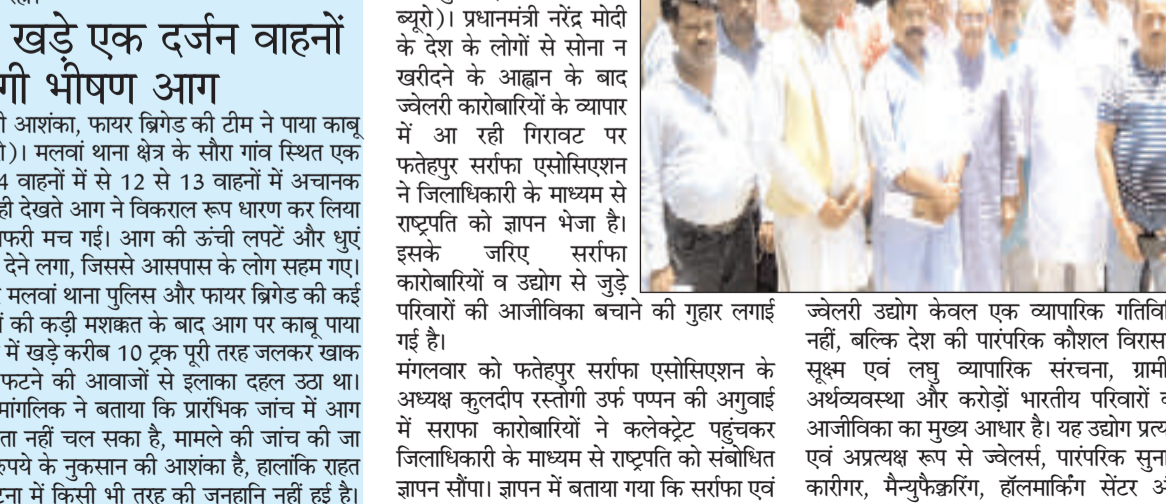 खड़े एक दर्जन वाहनों
भीषण आग
आशंका, फायर ब्रिगेड की टीम ने पाया काबू
मलवां थाना क्षेत्र के सौरा गांव स्थित एक
4 वाहनों में से 12 से 13 वाहनों में अचानक
ही देखते आग ने विकराल रूप धारण कर लिया
मच गई। आग की ऊंची लपटें और धुएं
देने लगा, जिससे आसपास के लोग सहम गए।
मलवां थाना पुलिस और फायर ब्रिगेड की कई
की कड़ी मशक्कत के बाद आग पर काबू पाया
में खड़े करीब 10 ट्रक पूरी तरह जलकर खाक
फटने की आवाजों से इलाका दहल उठा था।
मांगलिक ने बताया कि प्रारंभिक जांच में आग
नहीं चल सका है, मामले की जांच की जा
के नुकसान की आशंका है, हालांकि राहत
में किसी भी तरह की जनहानि नहीं हुई है।
ब्यूरो)। प्रधानमंत्री नरेंद्र मोदी
के देश के लोगों से सोना न
खरीदने के आह्वान के बाद
ज्वेलरी कारोबारियों के व्यापार
में आ रही गिरावट पर
फतेहपुर सर्राफा एसोसिएशन
ने जिलाधिकारी के माध्यम से
राष्ट्रपति को ज्ञापन भेजा है।
इसके जरिए सर्राफा
कारोबारियों व उद्योग से जुड़े
परिवारों की आजीविका बचाने की गुहार लगाई
गई है।
मंगलवार को फतेहपुर सर्राफा एसोसिएशन के
अध्यक्ष कुलदीप रस्तोगी उर्फ पप्पन की अगुवाई
में सराफा कारोबारियों ने कलेक्ट्रेट पहुंचकर
जिलाधिकारी के माध्यम से राष्ट्रपति को संबोधित
ज्ञापन सौंपा। ज्ञापन में बताया गया कि सर्राफा एवं
ज्वेलरी उद्योग केवल एक व्यापारिक
नहीं, बल्कि देश की पारंपरिक कौशल
सूक्ष्म एवं लघु व्यापारिक संरचना,
अर्थव्यवस्था और करोड़ों भारतीय परिवारों
आजीविका का मुख्य आधार है। यह उद्योग
एवं अप्रत्यक्ष रूप से ज्वेलर्स, पारंपरिक
कारीगर, मैन्युफैक्चरिंग, हॉलमार्किंग सेंटर